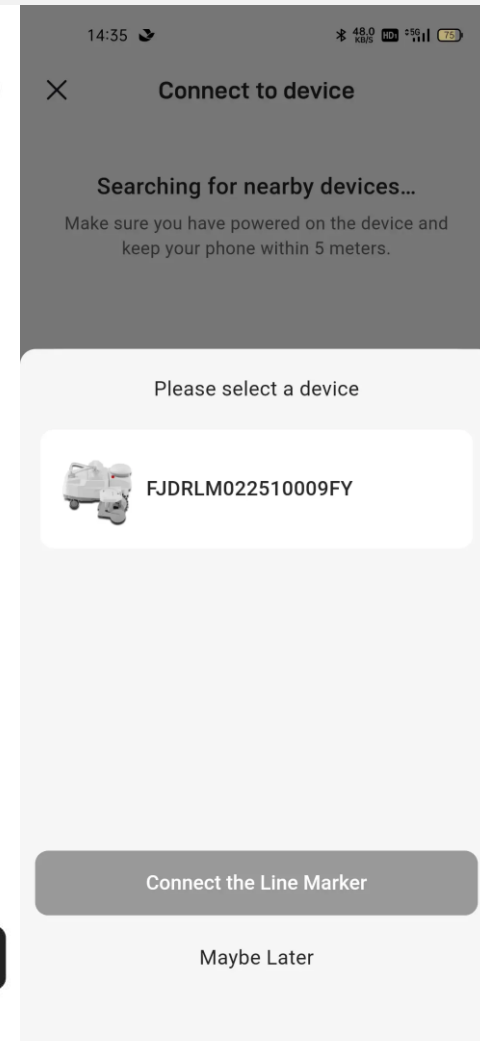 14:35
48.0 KB/S HD1 5G 75
Connect to device
Searching for nearby devices...
Make sure you have powered on the device and
keep your phone within 5 meters.
Please select a device
FJDRLM022510009FY
Connect the Line Marker
Maybe Later